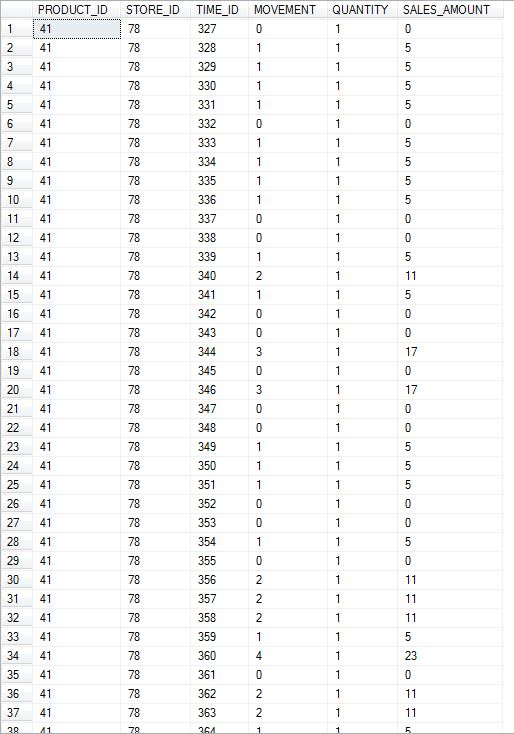 PRODUCT_ID STORE_ID TIME_ID MOVEMENT QUANTITY SALES_AMOUNT
1 41 78 327 0 1 0
2 41 78 328 1 1 5
3 41 78 329 1 1 5
4 41 78 330 1 1 5
5 41 78 331 1 1 5
6 41 78 332 0 1 0
7 41 78 333 1 1 5
8 41 78 334 1 1 5
9 41 78 335 1 1 5
10 41 78 336 1 1 5
11 41 78 337 0 1 0
12 41 78 338 0 1 0
13 41 78 339 1 1 5
14 41 78 340 2 1 11
15 41 78 341 1 1 5
16 41 78 342 0 1 0
17 41 78 343 0 1 0
18 41 78 344 3 1 17
19 41 78 345 0 1 0
20 41 78 346 3 1 17
21 41 78 347 0 1 0
22 41 78 348 0 1 0
23 41 78 349 1 1 5
24 41 78 350 1 1 5
25 41 78 351 1 1 5
26 41 78 352 0 1 0
27 41 78 353 0 1 0
28 41 78 354 1 1 5
29 41 78 355 0 1 0
30 41 78 356 2 1 11
31 41 78 357 2 1 11
32 41 78 358 2 1 11
33 41 78 359 1 1 5
34 41 78 360 4 1 23
35 41 78 361 0 1 0
36 41 78 362 2 1 11
37 41 78 363 2 1 11
38 41 78 364 1 1 5